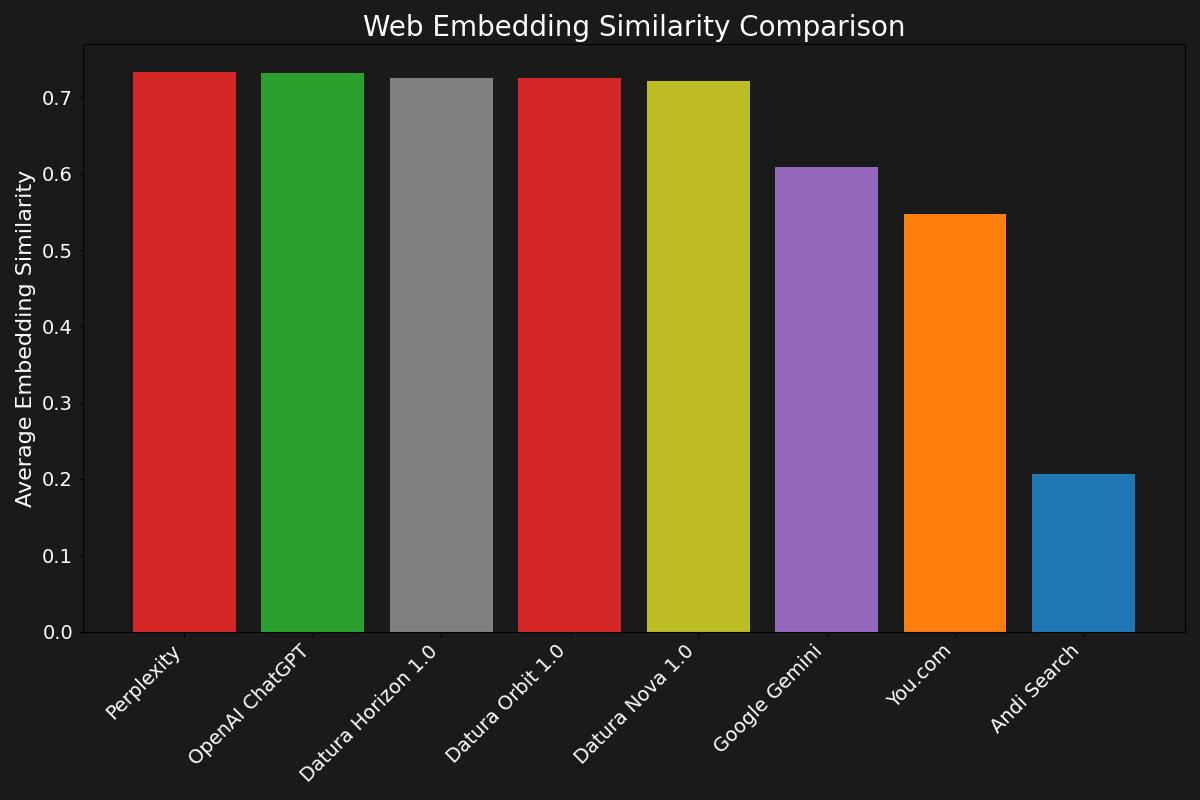 Web Embedding Similarity Comparison
Average Embedding Similarity
0.7
0.6
0.5
0.4
0.3
0.2
0.1
0.0
Perplexity
OpenAI ChatGPT
Datura Horizon 1.0
Datura Orbit 1.0
Datura Nova 1.0
Google Gemini
You.com
Andi Search